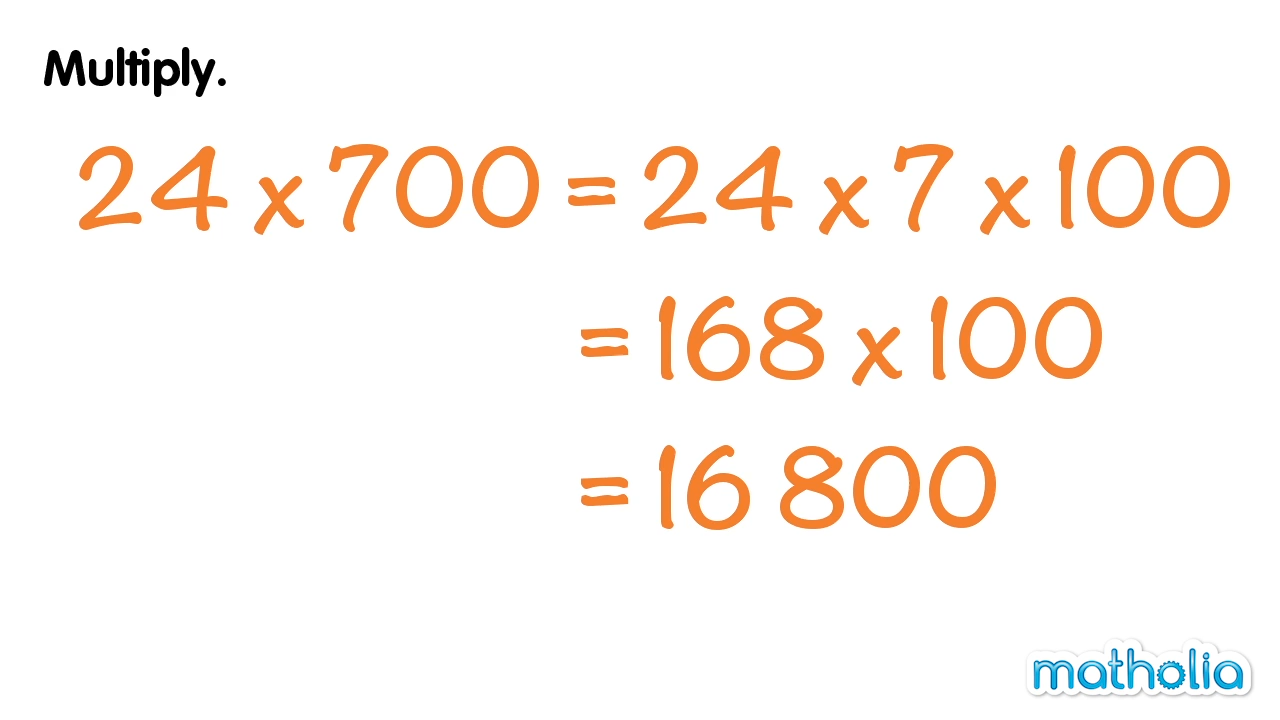 Multiply.
24 x 700 = 24 x 7 x 100
= 168 x 100
= 16 800
matholia